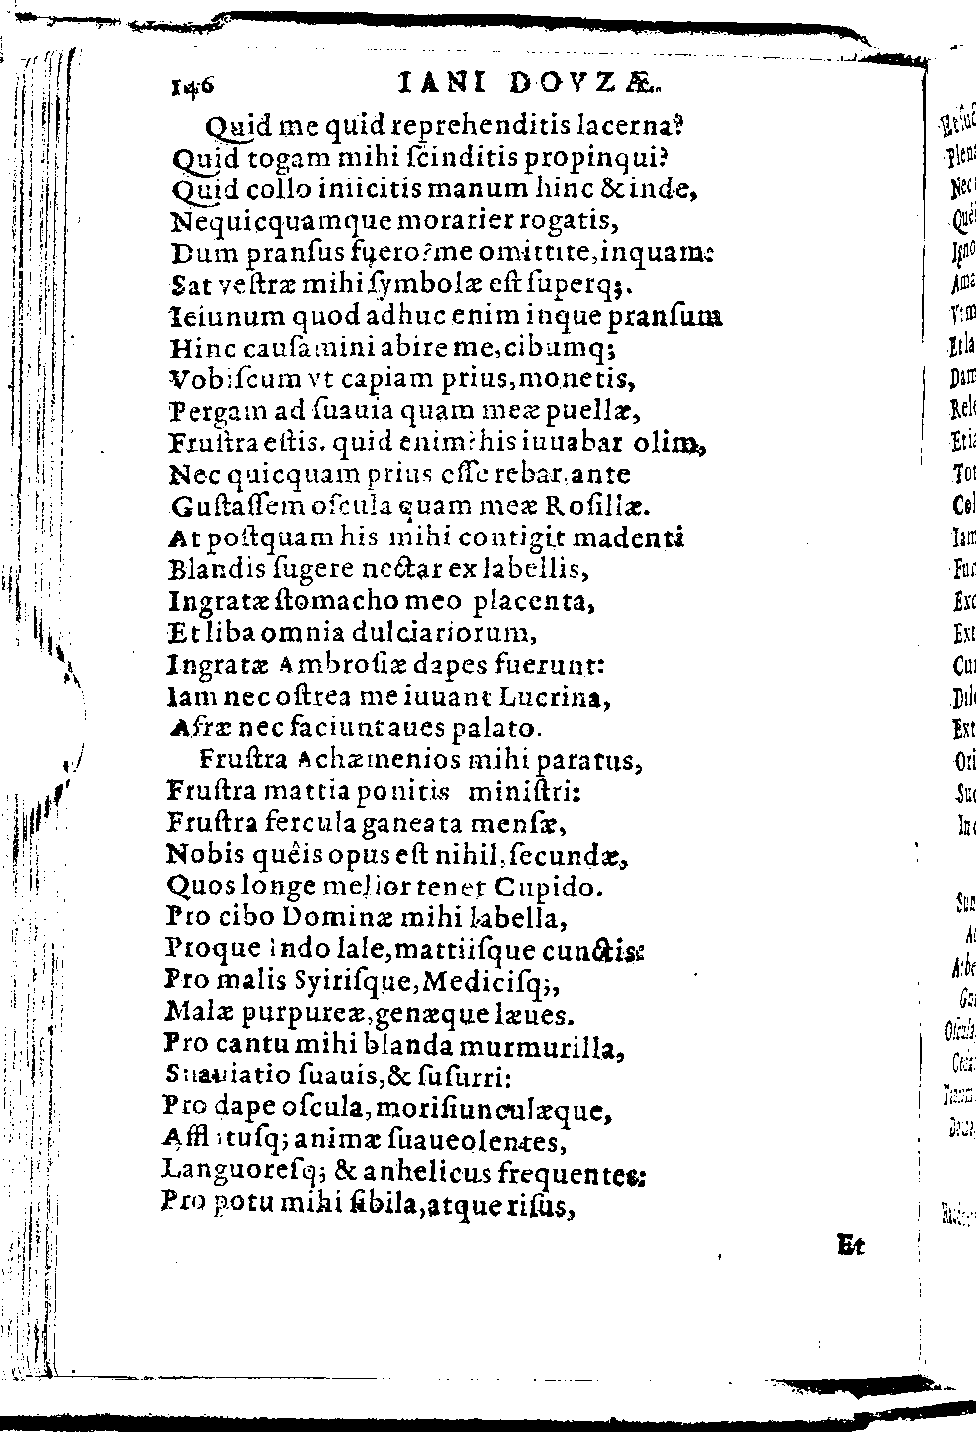 146 IANI DOVZÆ.
Quid me quid reprehenditis lacerna?
Quid togam mihi ſcinditis propinqui?
Quid collo iniicitis manum hinc & inde,
Nequicquamque morarier rogatis,
Dum pranſus fuero? me omittite, inquam:
Sat veſtræ mihi ſymbolæ eſt ſuperq;.
Ieiunum quod adhuc enim inque pranſum
Hinc cauſamini abire me, cibumq;
Vobiſcum vt capiam prius, monetis,
Pergam ad ſuauia quam meæ puellæ,
Fruſtra eſtis. quid enim? his iuuabar olim,
Nec quicquam prius eſſe rebar, ante
Guſtaſſem oſcula quam meæ Roſillæ.
At poſtquam his mihi contigit madenti
Blandis ſugere nectar ex labellis,
Ingratæ ſtomacho meo placenta,
Et liba omnia dulciariorum,
Ingratæ Ambroſiæ dapes fuerunt:
Iam nec oſtrea me iuuant Lucrina,
Afræ nec faciunt aues palato.
Fruſtra Achæmenios mihi paratus,
Fruſtra mattia ponitis miniſtri:
Fruſtra fercula ganeata menſæ,
Nobis quêis opus eſt nihil, ſecundæ,
Quos longe melior tenet Cupido.
Pro cibo Dominæ mihi labella,
Proque Indo ſale, mattiiſque cunctis:
Pro malis Syiriſque, Mediciſq;,
Malæ purpureæ, genæque læues.
Pro cantu mihi blanda murmurilla,
Suauiatio ſuauis, & ſuſurri:
Pro dape oſcula, morſiunculæque,
Afflituſq; animæ ſuaueolentes,
Languoreſq; & anhelicus frequentes:
Pro potu mihi ſibila, atque riſus,
Et